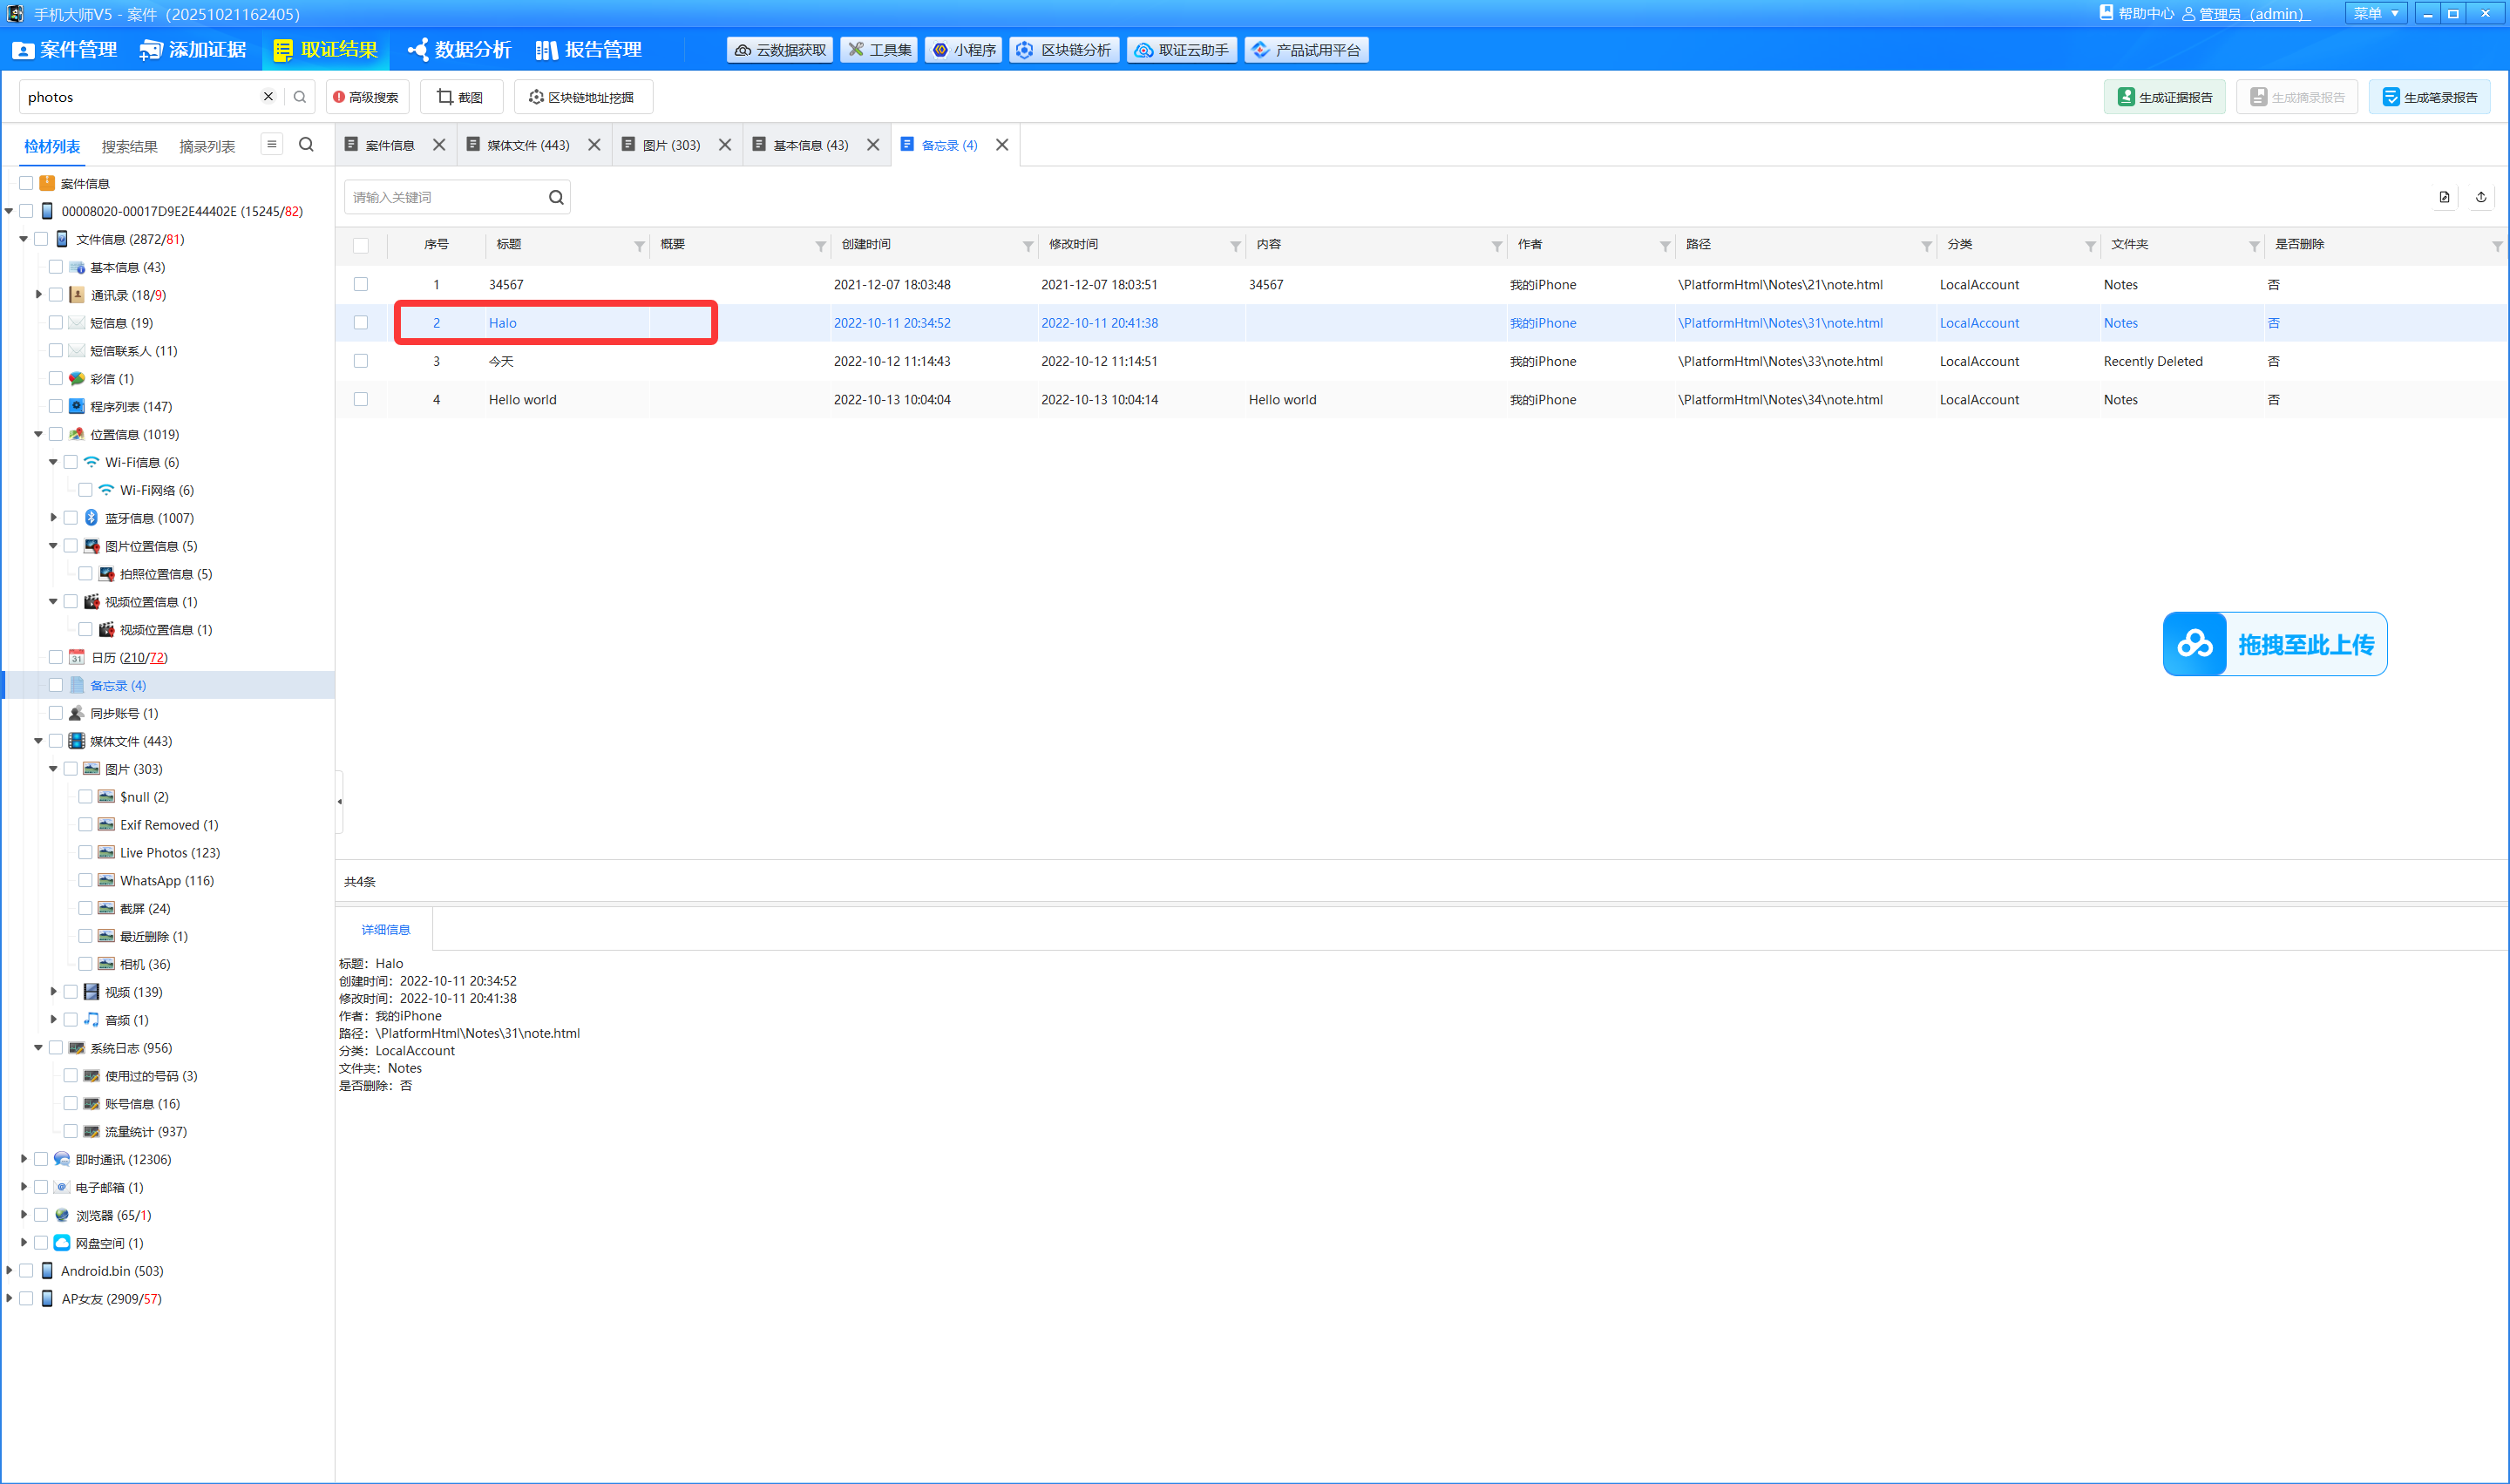 手机大师V5 - 案件（20251021162405）
帮助中心 管理员（admin） 菜单
案件管理 添加证据 取证结果 数据分析 报告管理 云数据获取 工具集 小程序 区块链分析 取证云助手 产品试用平台
photos 高级搜索 截图 区块链地址挖掘 生成证据报告 生成摘录报告 生成笔录报告
检材列表 搜索结果 摘录列表
案件信息 媒体文件 (443) 图片 (303) 基本信息 (43) 备忘录 (4)
案件信息
00008020-00017D9E2E44402E (15245/82)
文件信息 (2872/81)
基本信息 (43)
通讯录 (18/9)
短信息 (19)
短信联系人 (11)
彩信 (1)
程序列表 (147)
位置信息 (1019)
Wi-Fi信息 (6)
Wi-Fi网络 (6)
蓝牙信息 (1007)
图片位置信息 (5)
拍照位置信息 (5)
视频位置信息 (1)
视频位置信息 (1)
31 日历 (210/72)
备忘录 (4)
同步账号 (1)
媒体文件 (443)
图片 (303)
$null (2)
Exif Removed (1)
Live Photos (123)
WhatsApp (116)
截屏 (24)
最近删除 (1)
相机 (36)
视频 (139)
音频 (1)
系统日志 (956)
使用过的号码 (3)
账号信息 (16)
流量统计 (937)
即时通讯 (12306)
电子邮箱 (1)
浏览器 (65/1)
网盘空间 (1)
Android.bin (503)
AP女友 (2909/57)
请输入关键词
序号 标题 概要 创建时间 修改时间 内容 作者 路径 分类 文件夹 是否删除
1 34567 2021-12-07 18:03:48 2021-12-07 18:03:51 34567 我的iPhone \PlatformHtml\Notes\21\note.html LocalAccount Notes 否
2 Halo 2022-10-11 20:34:52 2022-10-11 20:41:38 我的iPhone \PlatformHtml\Notes\31\note.html LocalAccount Notes 否
3 今天 2022-10-12 11:14:43 2022-10-12 11:14:51 我的iPhone \PlatformHtml\Notes\33\note.html LocalAccount Recently Deleted 否
4 Hello world 2022-10-13 10:04:04 2022-10-13 10:04:14 Hello world 我的iPhone \PlatformHtml\Notes\34\note.html LocalAccount Notes 否
拖拽至此上传
共4条
详细信息
标题：Halo
创建时间：2022-10-11 20:34:52
修改时间：2022-10-11 20:41:38
作者：我的iPhone
路径：\PlatformHtml\Notes\31\note.html
分类：LocalAccount
文件夹：Notes
是否删除：否